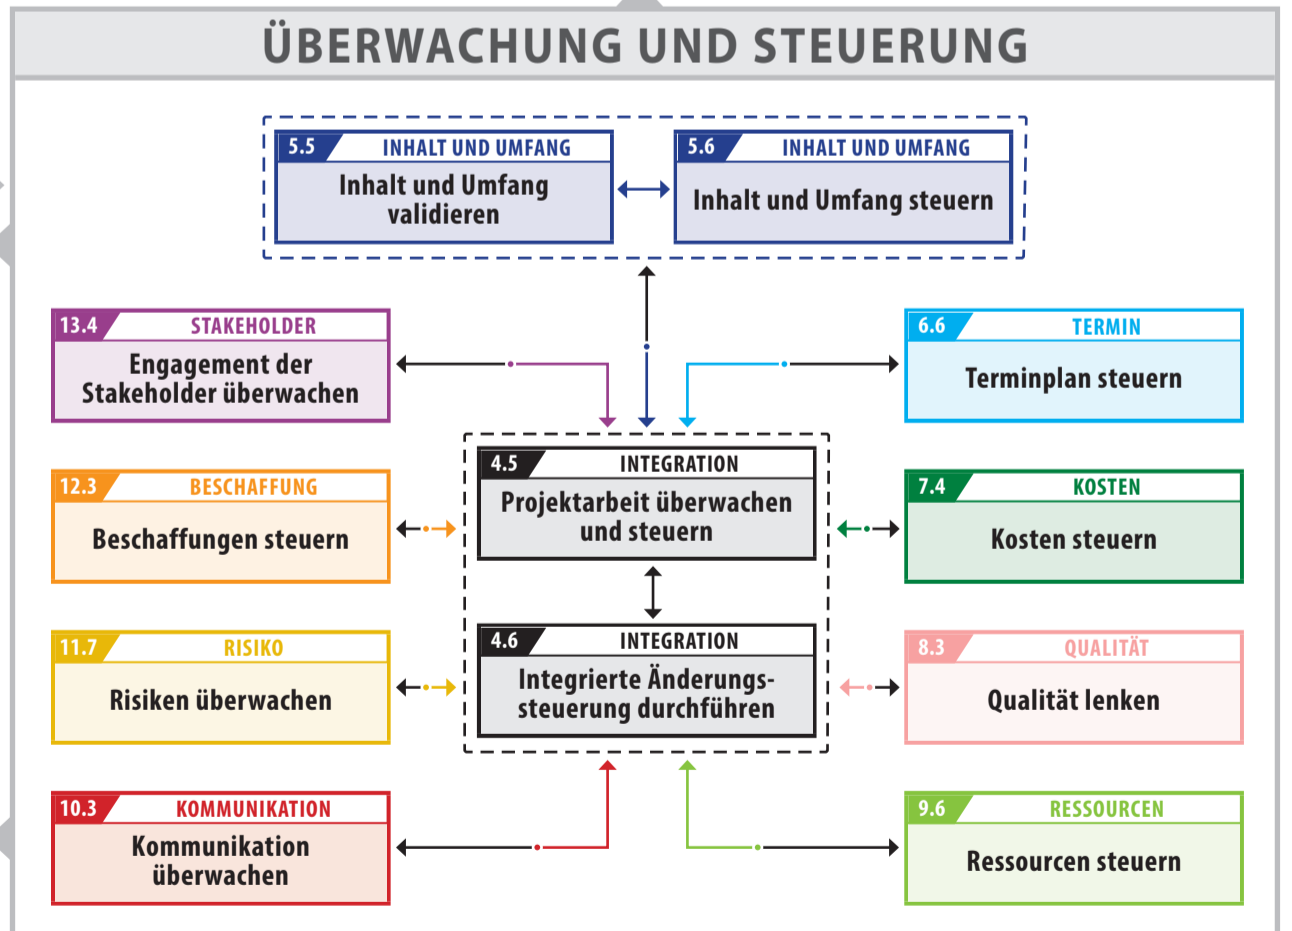 ÜBERWACHUNG UND STEUERUNG
5.5 INHALT UND UMFANG
Inhalt und Umfang
validieren
5.6 INHALT UND UMFANG
Inhalt und Umfang steuern
13.4 STAKEHOLDER
Engagement der
Stakeholder überwachen
6.6 TERMIN
Terminplan steuern
4.5 INTEGRATION
Projektarbeit überwachen
und steuern
12.3 BESCHAFFUNG
Beschaffungen steuern
7.4 KOSTEN
Kosten steuern
4.6 INTEGRATION
Integrierte Änderungs-
steuerung durchführen
11.7 RISIKO
Risiken überwachen
8.3 QUALITÄT
Qualität lenken
10.3 KOMMUNIKATION
Kommunikation
überwachen
9.6 RESSOURCEN
Ressourcen steuern